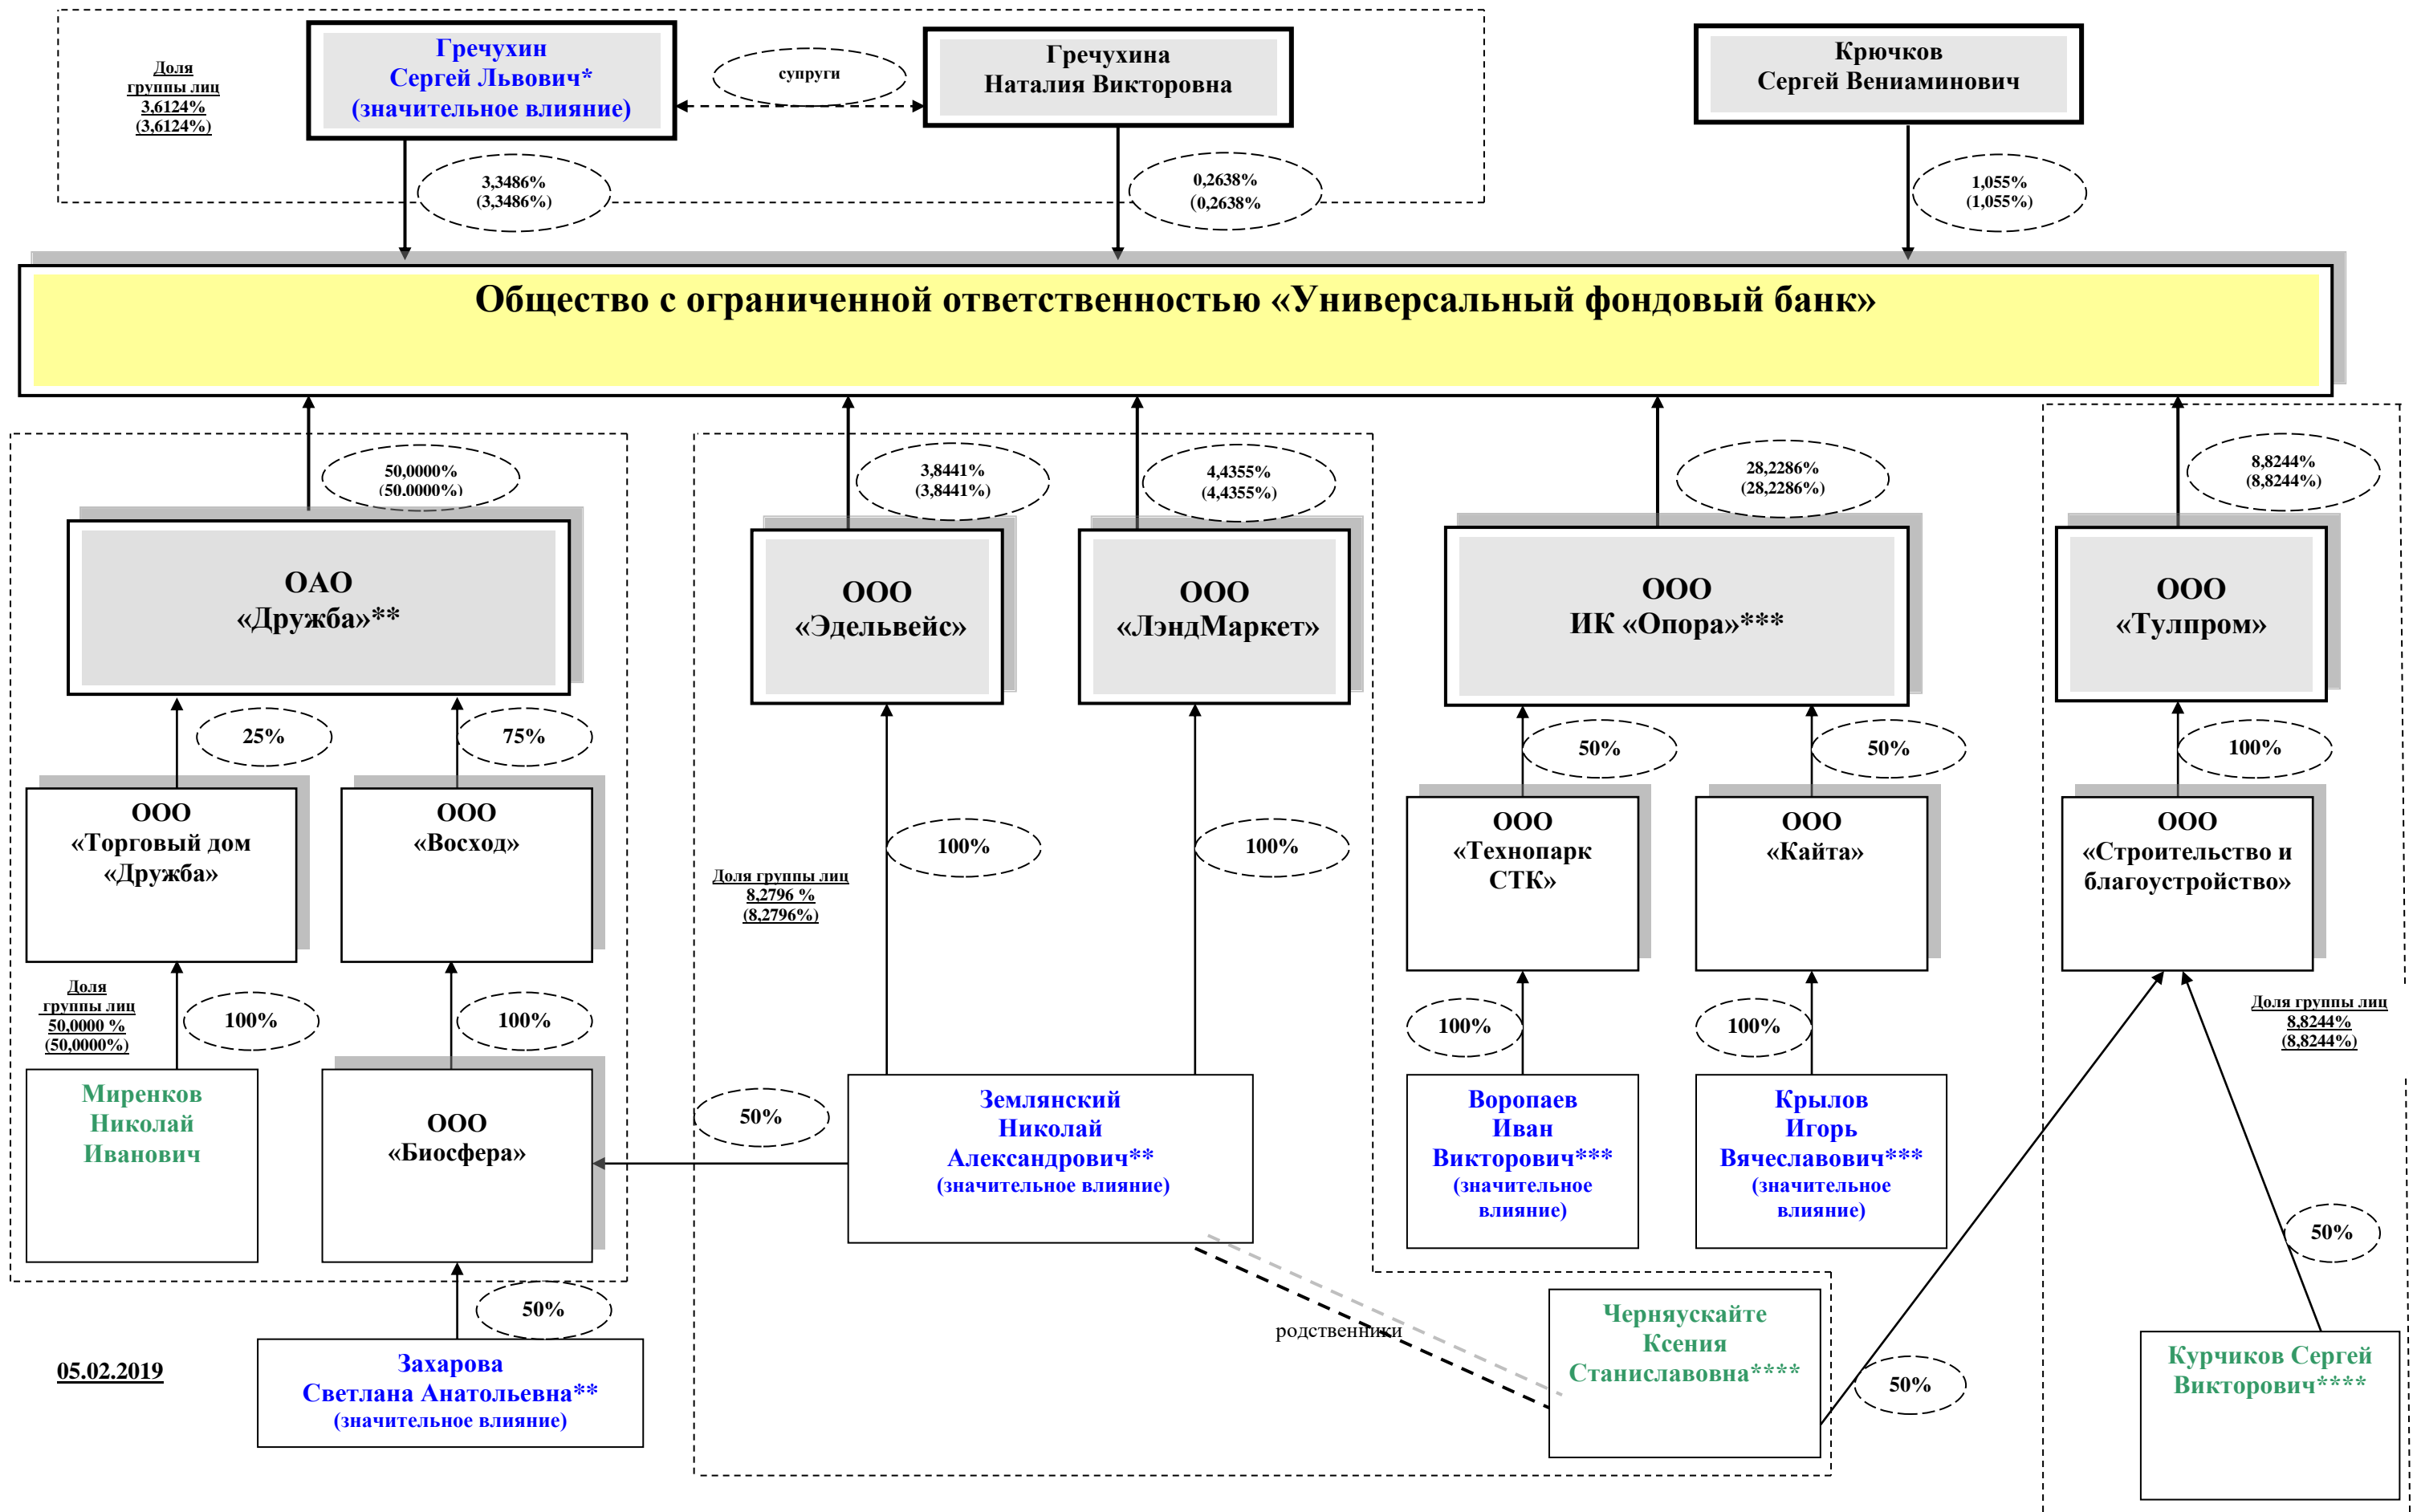 Доля
группы лиц
3,6124%
(3,6124%)
Гречухин
Сергей Львович*
(значительное влияние)
супруги
Гречухина
Наталия Викторовна
Крючков
Сергей Вениаминович
3,3486%
(3,3486%)
0,2638%
(0,2638%
1,055%
(1,055%)
Общество с ограниченной ответственностью «Универсальный фондовый банк»
50,0000%
(50,0000%)
3,8441%
(3,8441%)
4,4355%
(4,4355%)
28,2286%
(28,2286%)
8,8244%
(8,8244%)
ОАО
«Дружба»**
ООО
«Эдельвейс»
ООО
«ЛэндМаркет»
ООО
ИК «Опора»***
ООО
«Тулпром»
25%
75%
50%
50%
100%
ООО
«Торговый дом
«Дружба»
ООО
«Восход»
100%
100%
ООО
«Технопарк
СТК»
ООО
«Кайта»
ООО
«Строительство и
благоустройство»
Доля группы лиц
8,2796 %
(8,2796%)
Доля
группы лиц
50,0000 %
(50,0000%)
100%
100%
100%
100%
Доля группы лиц
8,8244%
(8,8244%)
Миренков
Николай
Иванович
ООО
«Биосфера»
50%
Землянский
Николай
Александрович**
(значительное влияние)
Воропаев
Иван
Викторович***
(значительное
влияние)
Крылов
Игорь
Вячеславович***
(значительное
влияние)
50%
50%
родственники
Черняускайте
Ксения
Станиславовна****
50%
Курчиков Сергей
Викторович****
05.02.2019
Захарова
Светлана Анатольевна**
(значительное влияние)